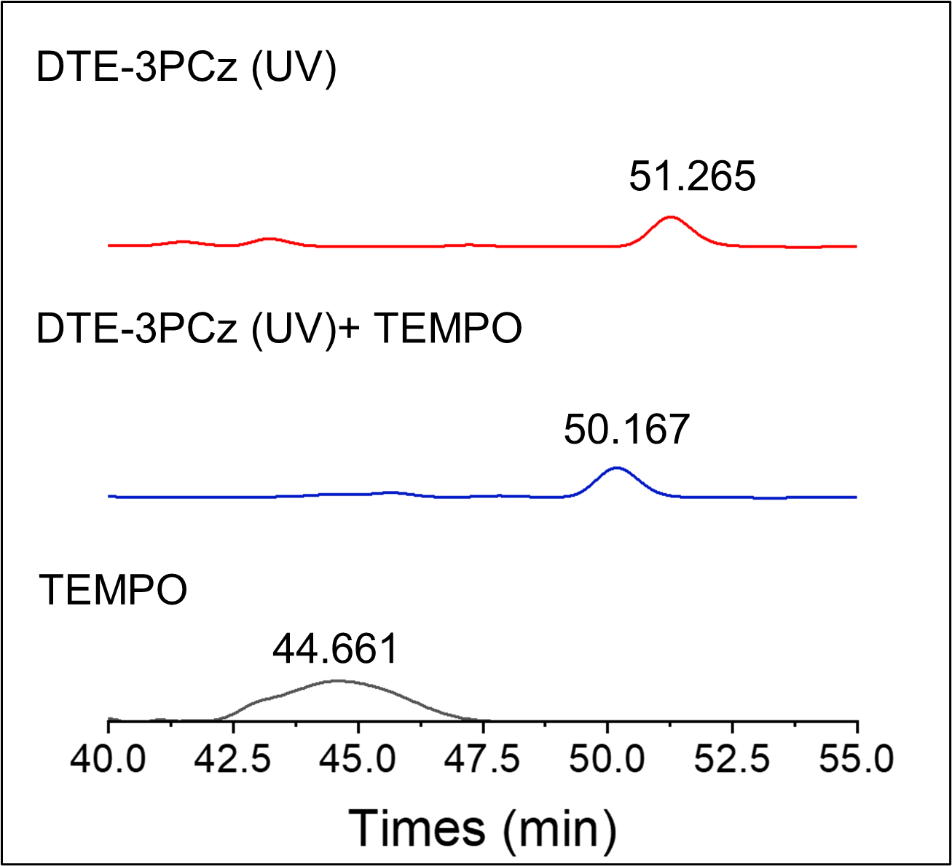 DTE-3PCz (UV)
51.265
DTE-3PCz (UV)+ TEMPO
50.167
TEMPO
44.661
40.0 42.5 45.0 47.5 50.0 52.5 55.0
Times (min)